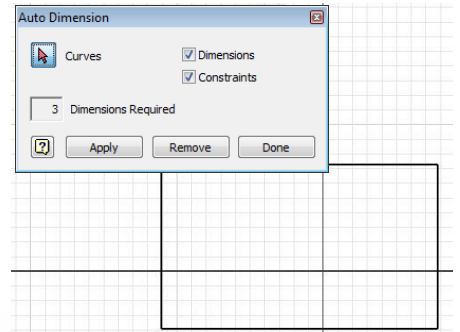 Auto Dimension
Curves
Dimensions
Constraints
3 Dimensions Required
? Apply Remove Done